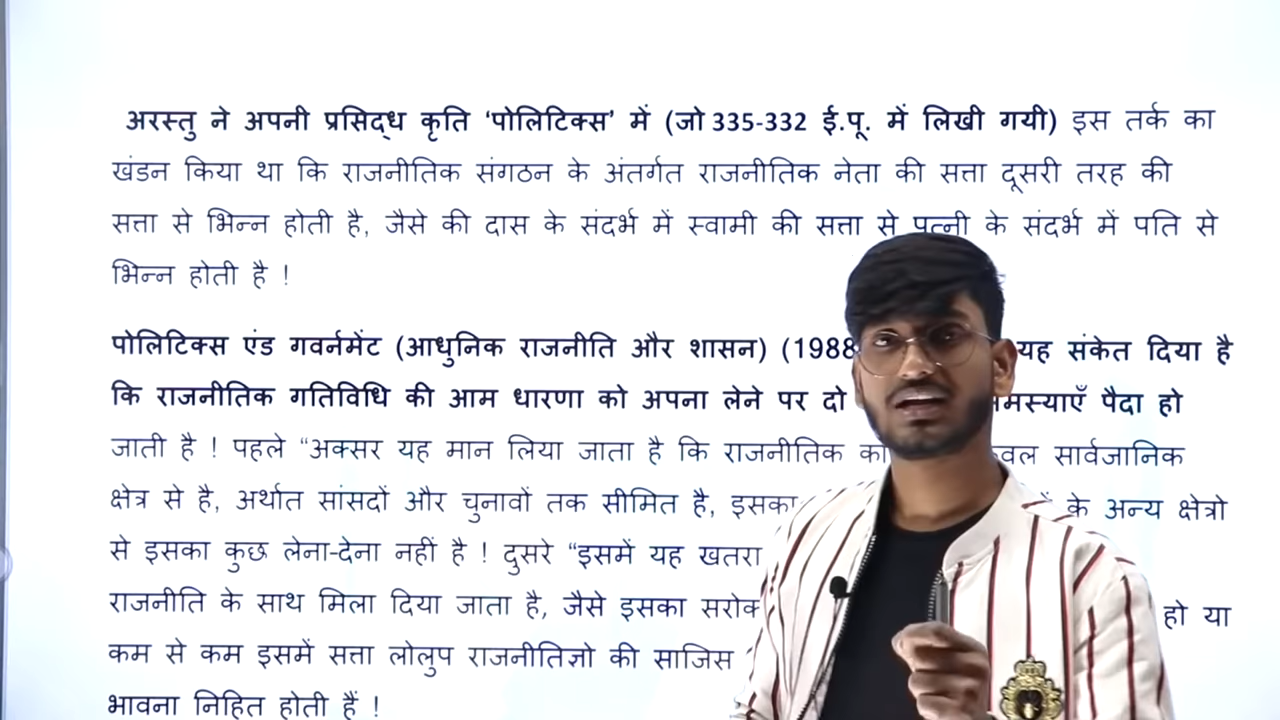 अरस्तु ने अपनी प्रसिद्ध कृति ‘पोलिटिक्स’ में (जो 335-332 ई.पू. में लिखी गयी) इस तर्क का
खंडन किया था कि राजनीतिक संगठन के अंतर्गत राजनीतिक नेता की सत्ता दूसरी तरह की
सत्ता से भिन्न होती है, जैसे की दास के संदर्भ में स्वामी की सत्ता से पत्नी के संदर्भ में पति से
भिन्न होती है !
पोलिटिक्स एंड गवर्नमेंट (आधुनिक राजनीति और शासन) (1988 यह संकेत दिया है
कि राजनीतिक गतिविधि की आम धारणा को अपना लेने पर दो पैदा हो
जाती है ! पहले “अक्सर यह मान लिया जाता है कि राजनीतिक सार्वजानिक
क्षेत्र से है, अर्थात सांसदों और चुनावों तक सीमित है, इसका के अन्य क्षेत्रो
से इसका कुछ लेना-देना नहीं है ! दुसरे “इसमें यह खतरा
राजनीति के साथ मिला दिया जाता है, जैसे इसका हो या
कम से कम इसमें सत्ता लोलुप राजनीतिज्ञो की साजिस
भावना निहित होती हैं !